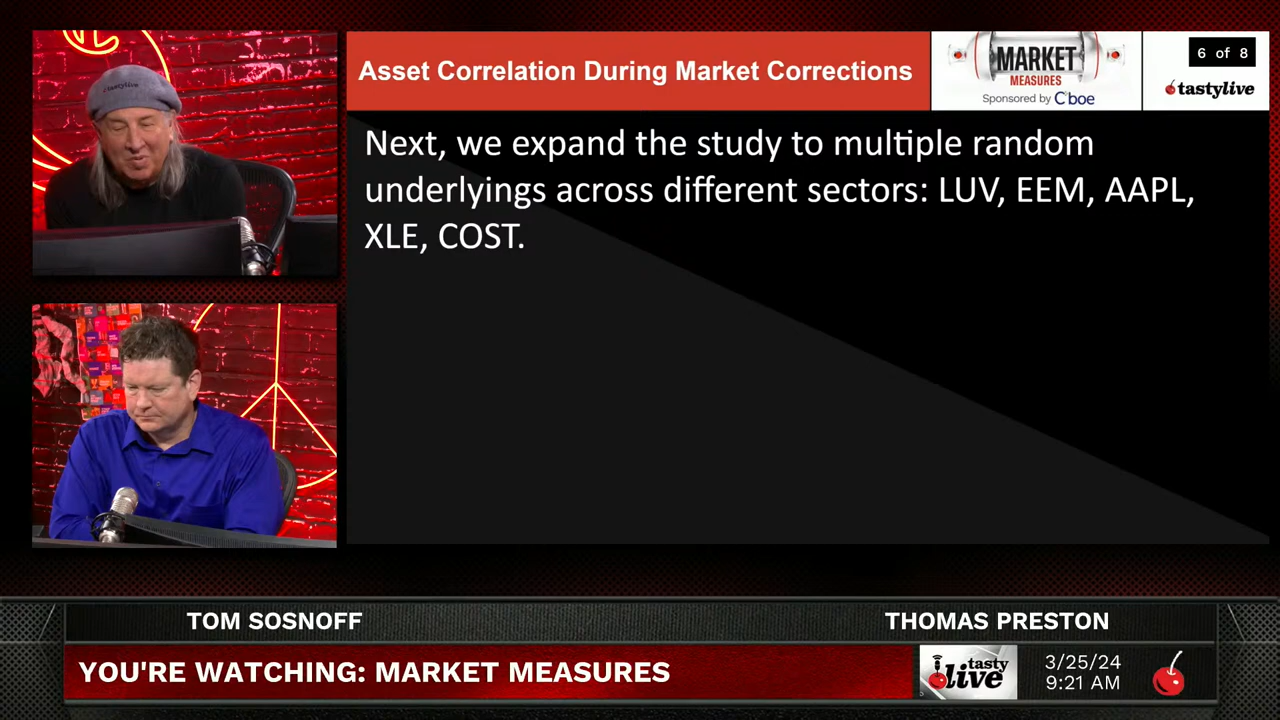 tastylive
Asset Correlation During Market Corrections
MARKET
MEASURES
Sponsored by Cboe
6 of 8
tastylive
Next, we expand the study to multiple random
underlyings across different sectors: LUV, EEM, AAPL,
XLE, COST.
TOM SOSNOFF
THOMAS PRESTON
YOU'RE WATCHING: MARKET MEASURES
tasty
live
3/25/24
9:21 AM